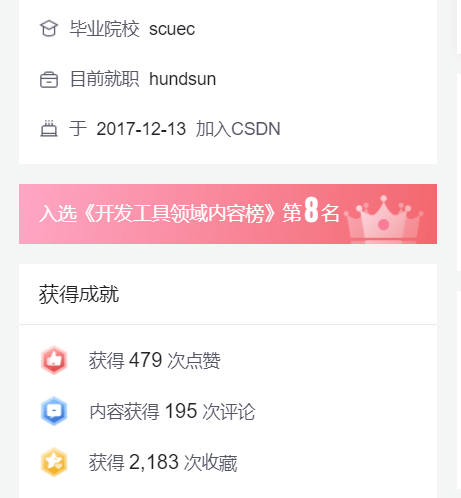 毕业院校 scuec
目前就职 hundsun
于 2017-12-13 加入CSDN
入选《开发工具领域内容榜》第8名
获得成就
获得 479 次点赞
内容获得 195 次评论
获得 2,183 次收藏